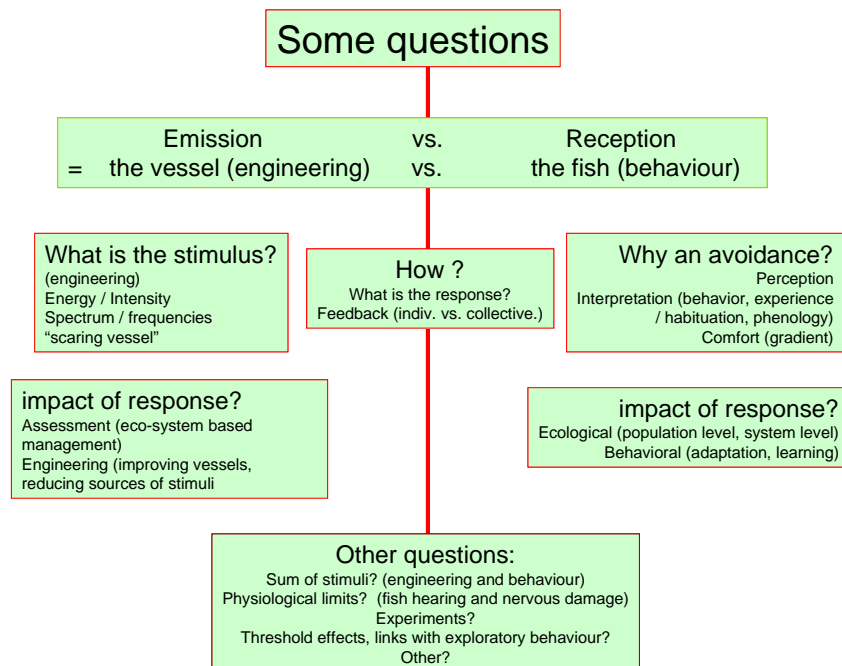 Some questions
Emission vs. Reception
= the vessel (engineering) vs. the fish (behaviour)
What is the stimulus?
(engineering)
Energy / Intensity
Spectrum / frequencies
“scaring vessel”
How ?
What is the response?
Feedback (indiv. vs. collective.)
Why an avoidance?
Perception
Interpretation (behavior, experience
/ habituation, phenology)
Comfort (gradient)
impact of response?
Assessment (eco-system based
management)
Engineering (improving vessels,
reducing sources of stimuli
impact of response?
Ecological (population level, system level)
Behavioral (adaptation, learning)
Other questions:
Sum of stimuli? (engineering and behaviour)
Physiological limits? (fish hearing and nervous damage)
Experiments?
Threshold effects, links with exploratory behaviour?
Other?